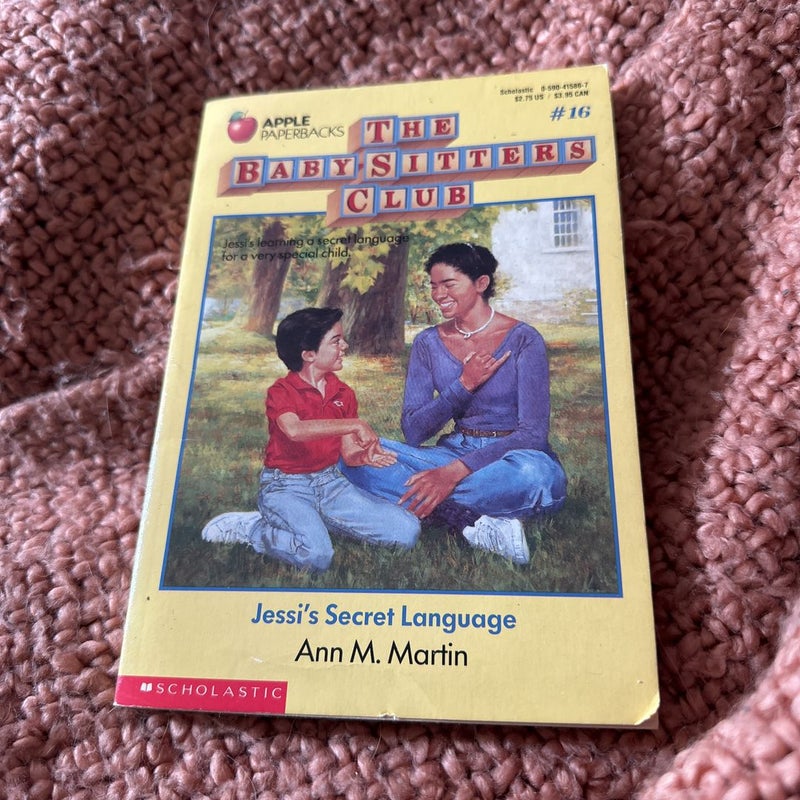 Scholastic 0-590-41586-7
$2.75 US / $3.95 CAN
#16
APPLE
PAPERBACKS
THE
BABY-SITTERS
CLUB
Jessi's learning a secret language
for a very special child.
Jessi's Secret Language
Ann M. Martin
SCHOLASTIC